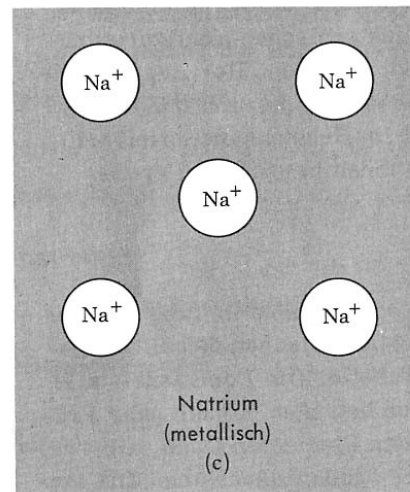 Na⁺ Na⁺
Na⁺
Na⁺ Na⁺
Natrium
(metallisch)
(c)